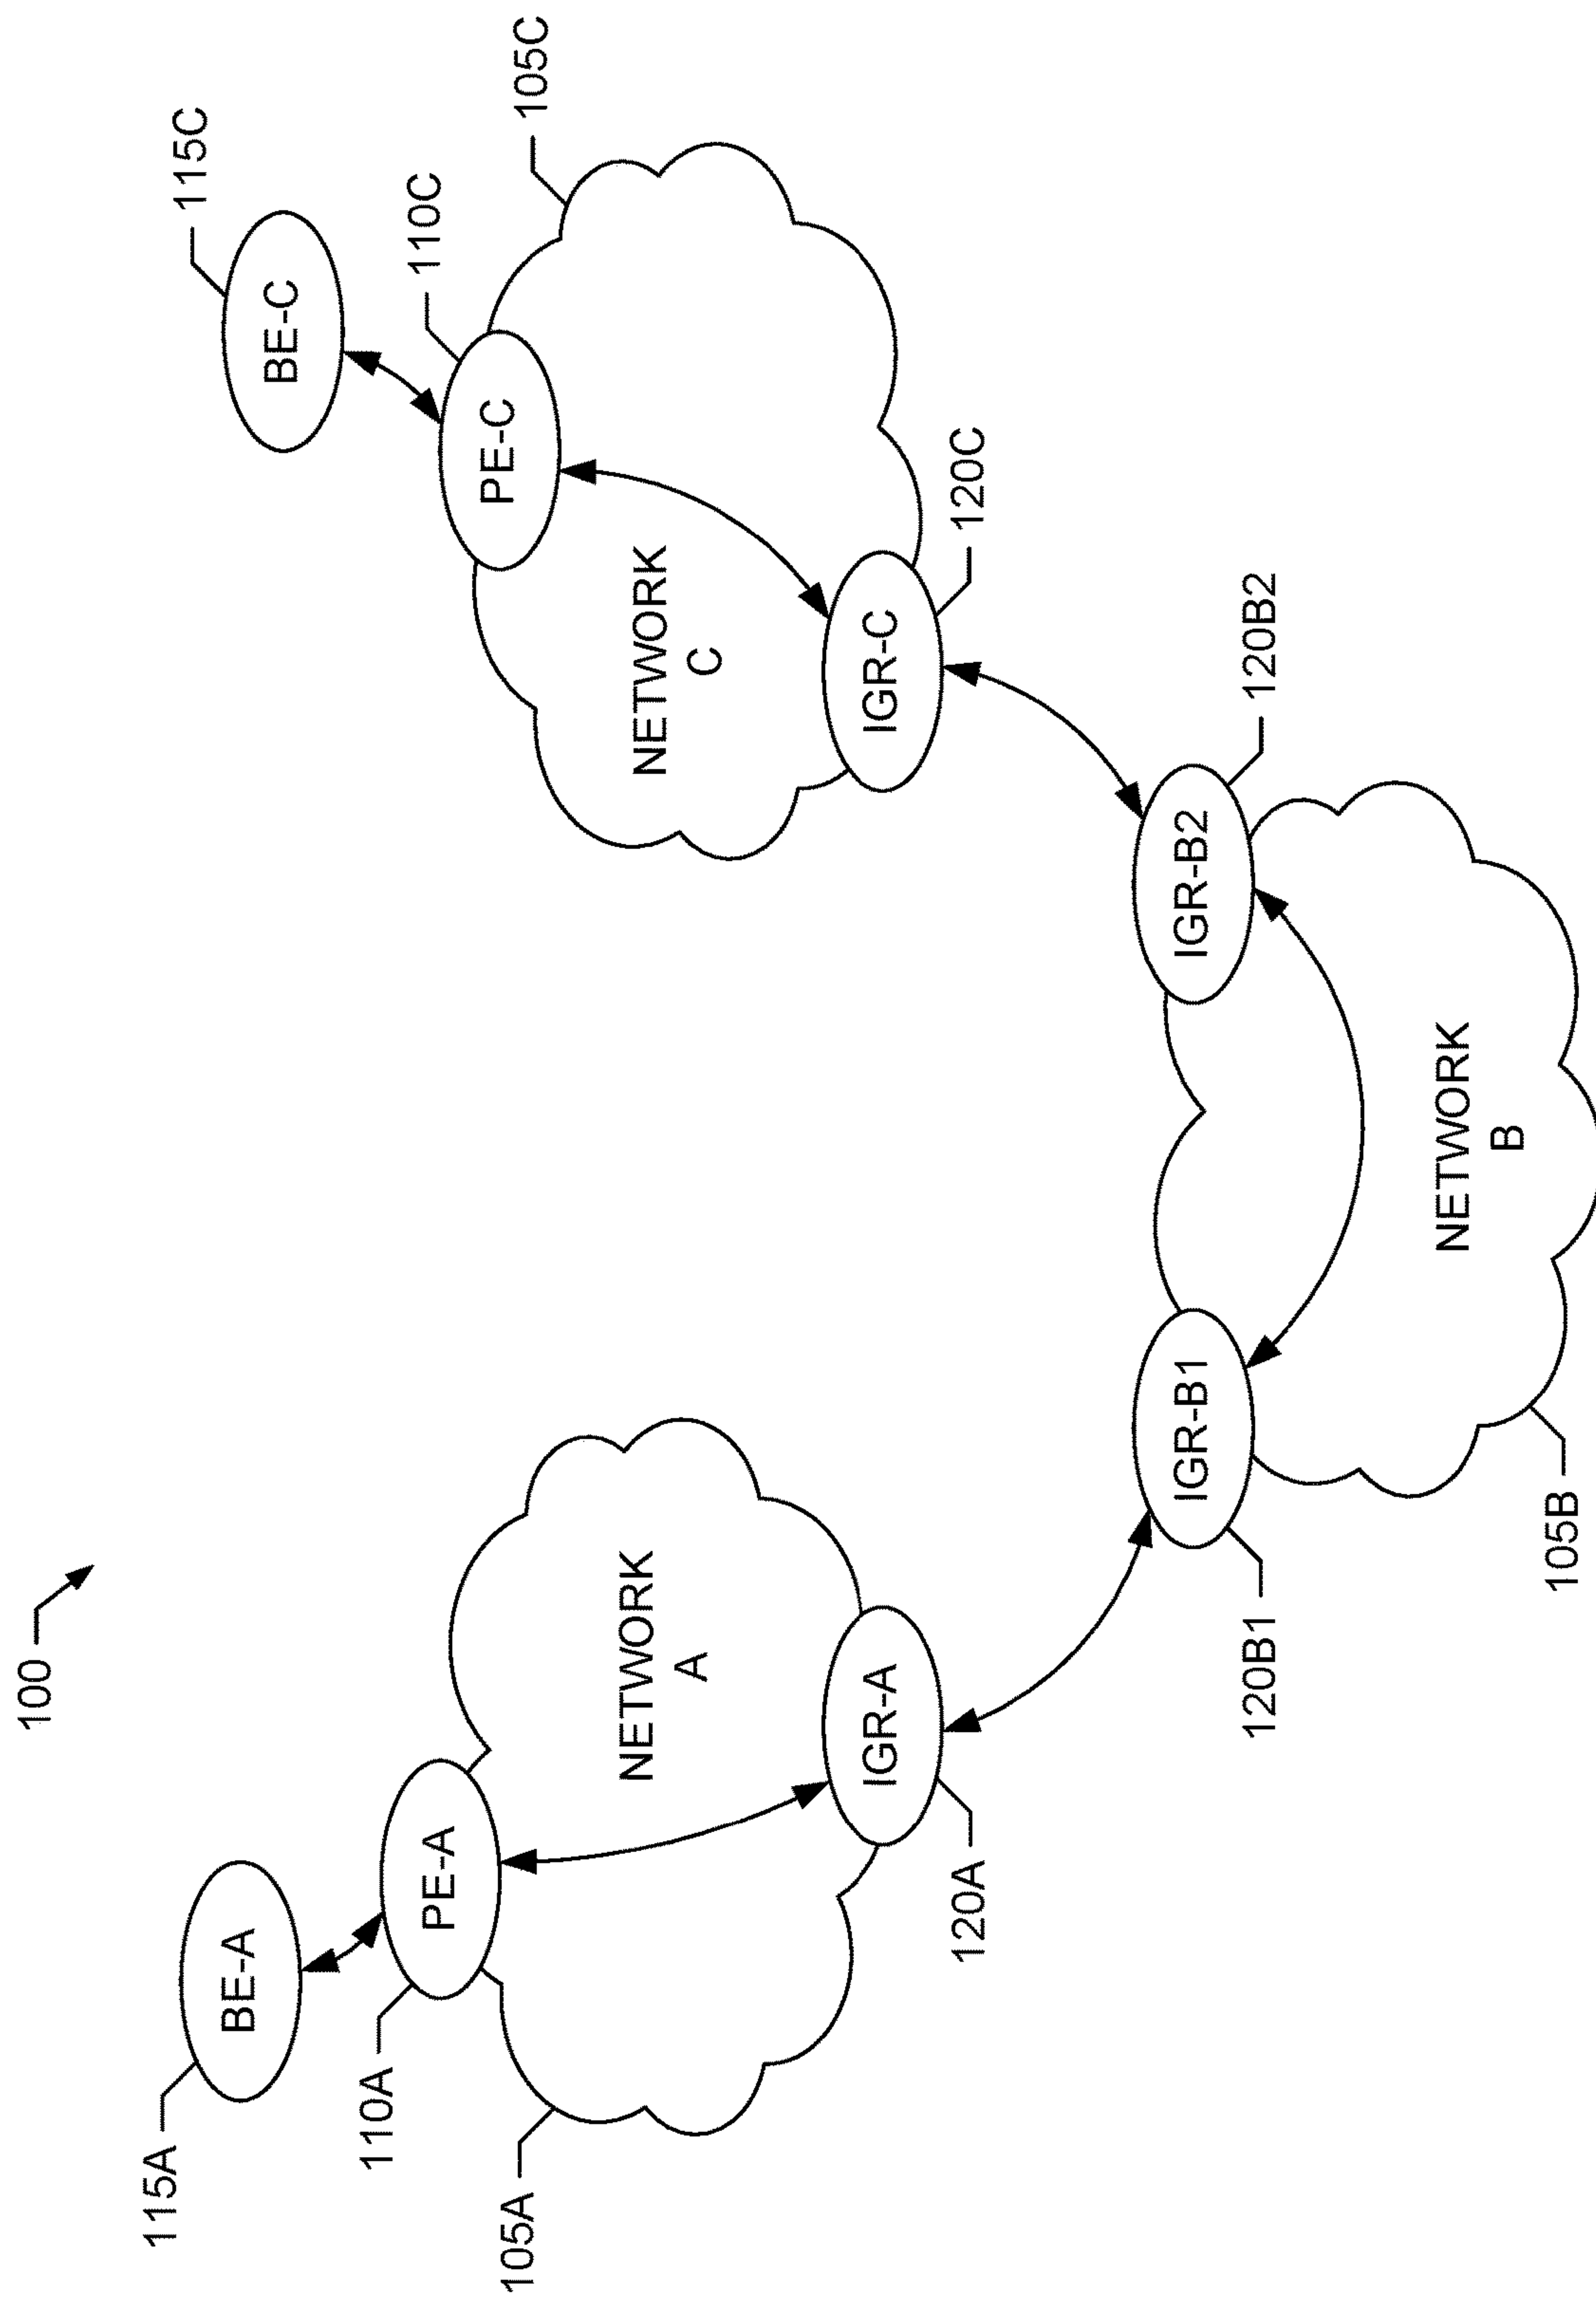 100
115A
BE-A
110A
PE-A
105A
NETWORK
A
IGR-A
120A
115C
BE-C
110C
PE-C
105C
NETWORK
C
IGR-C
120C
IGR-B1
120B1
IGR-B2
120B2
NETWORK
B
105B